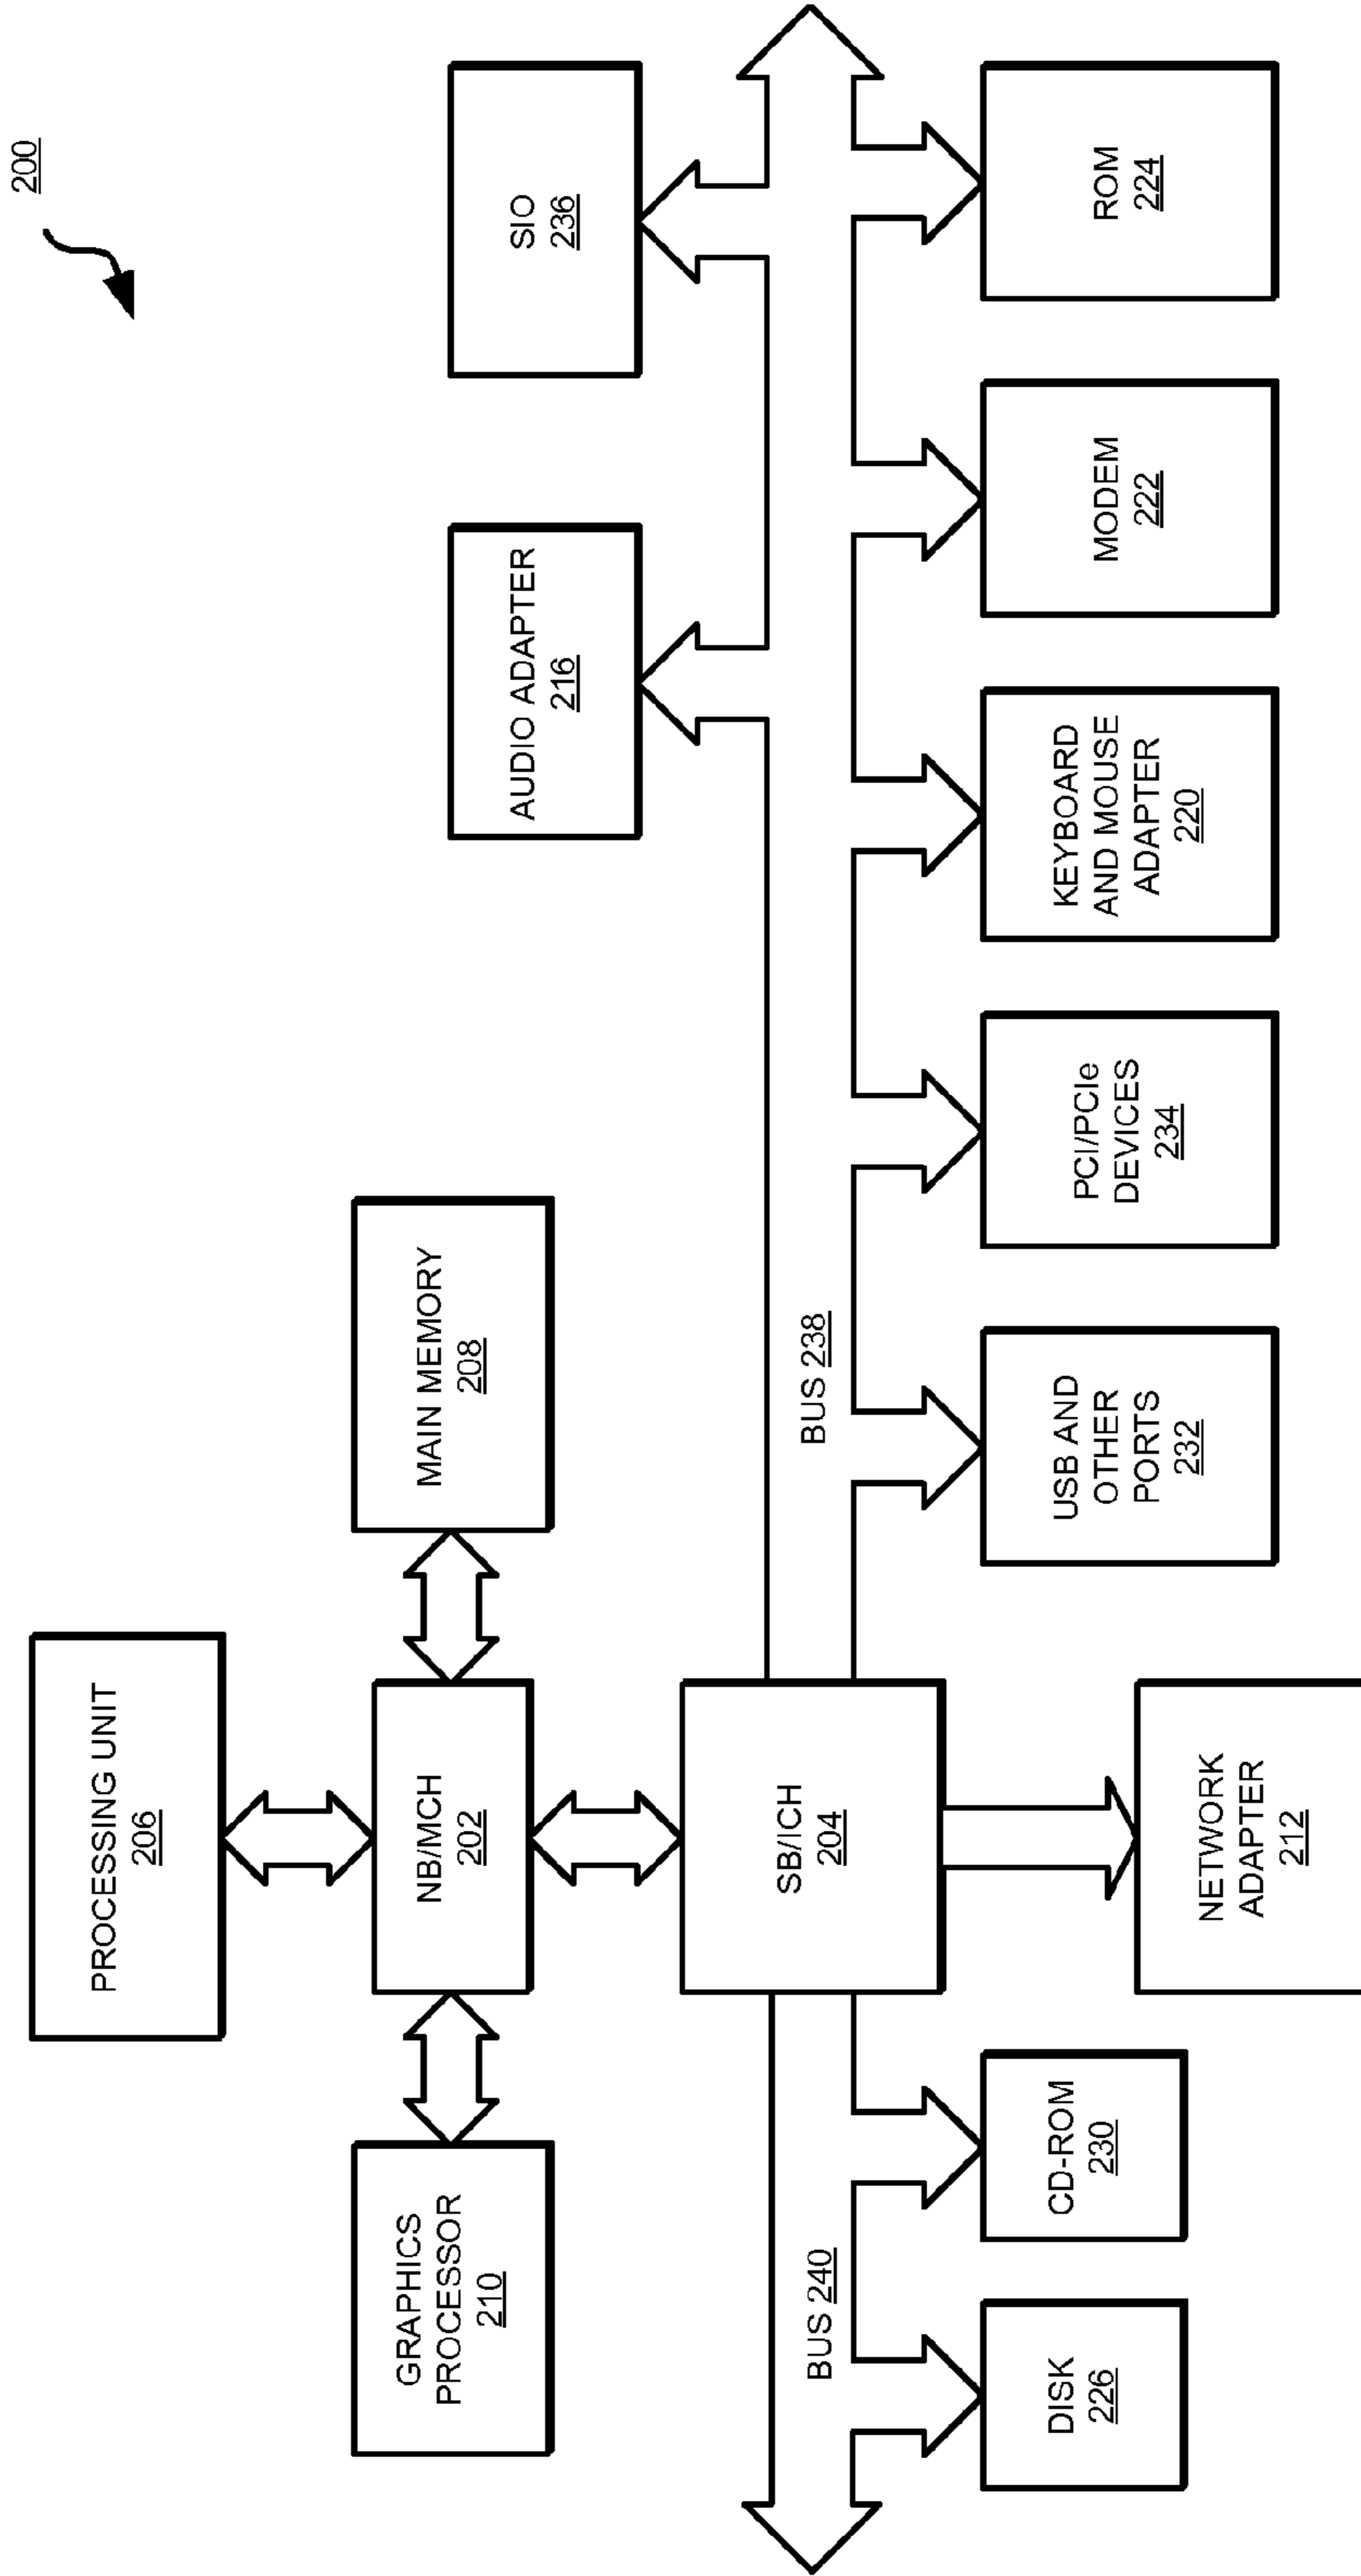 200
PROCESSING UNIT
206
GRAPHICS
PROCESSOR
210
NB/MCH
202
MAIN MEMORY
208
AUDIO ADAPTER
216
SIO
236
SB/ICH
204
BUS 240
BUS 238
DISK
226
CD-ROM
230
NETWORK
ADAPTER
212
USB AND
OTHER
PORTS
232
PCI/PCIe
DEVICES
234
KEYBOARD
AND MOUSE
ADAPTER
220
MODEM
222
ROM
224